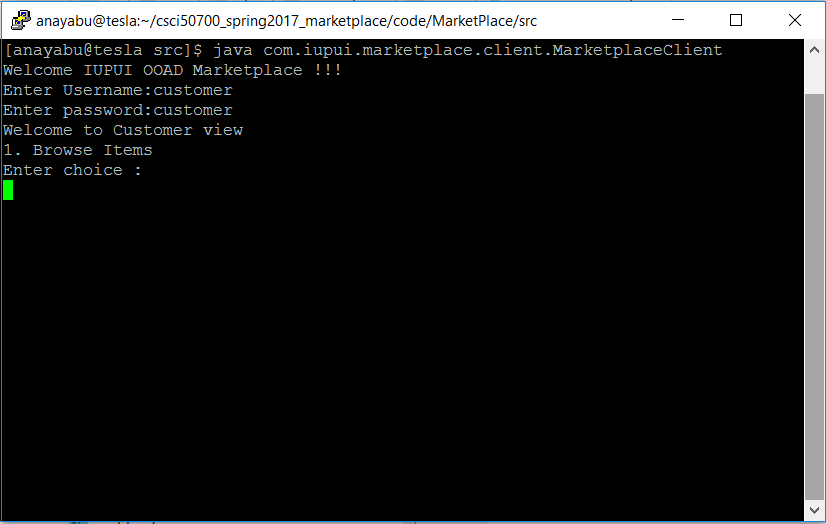 anayabu@tesla:~/csci50700_spring2017_marketplace/code/MarketPlace/src
[anayabu@tesla src]$ java com.iupui.marketplace.client.MarketplaceClient
Welcome IUPUI OOAD Marketplace !!!
Enter Username:customer
Enter password:customer
Welcome to Customer view
1. Browse Items
Enter choice :